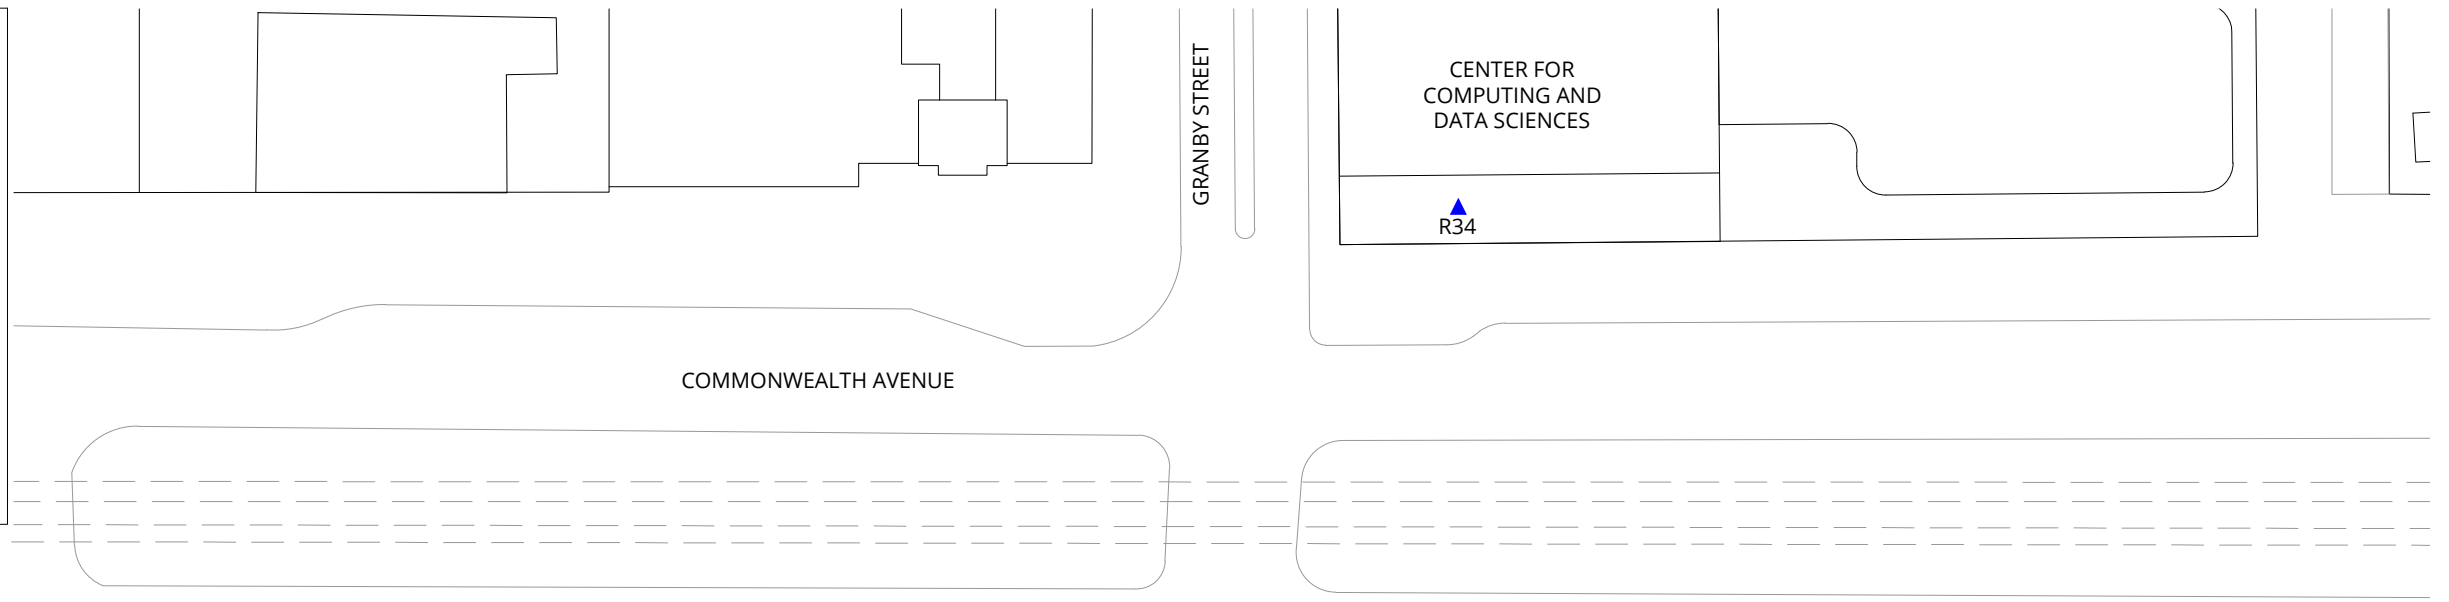 GRANBY STREET
CENTER FOR
COMPUTING AND
DATA SCIENCES
R34
COMMONWEALTH AVENUE